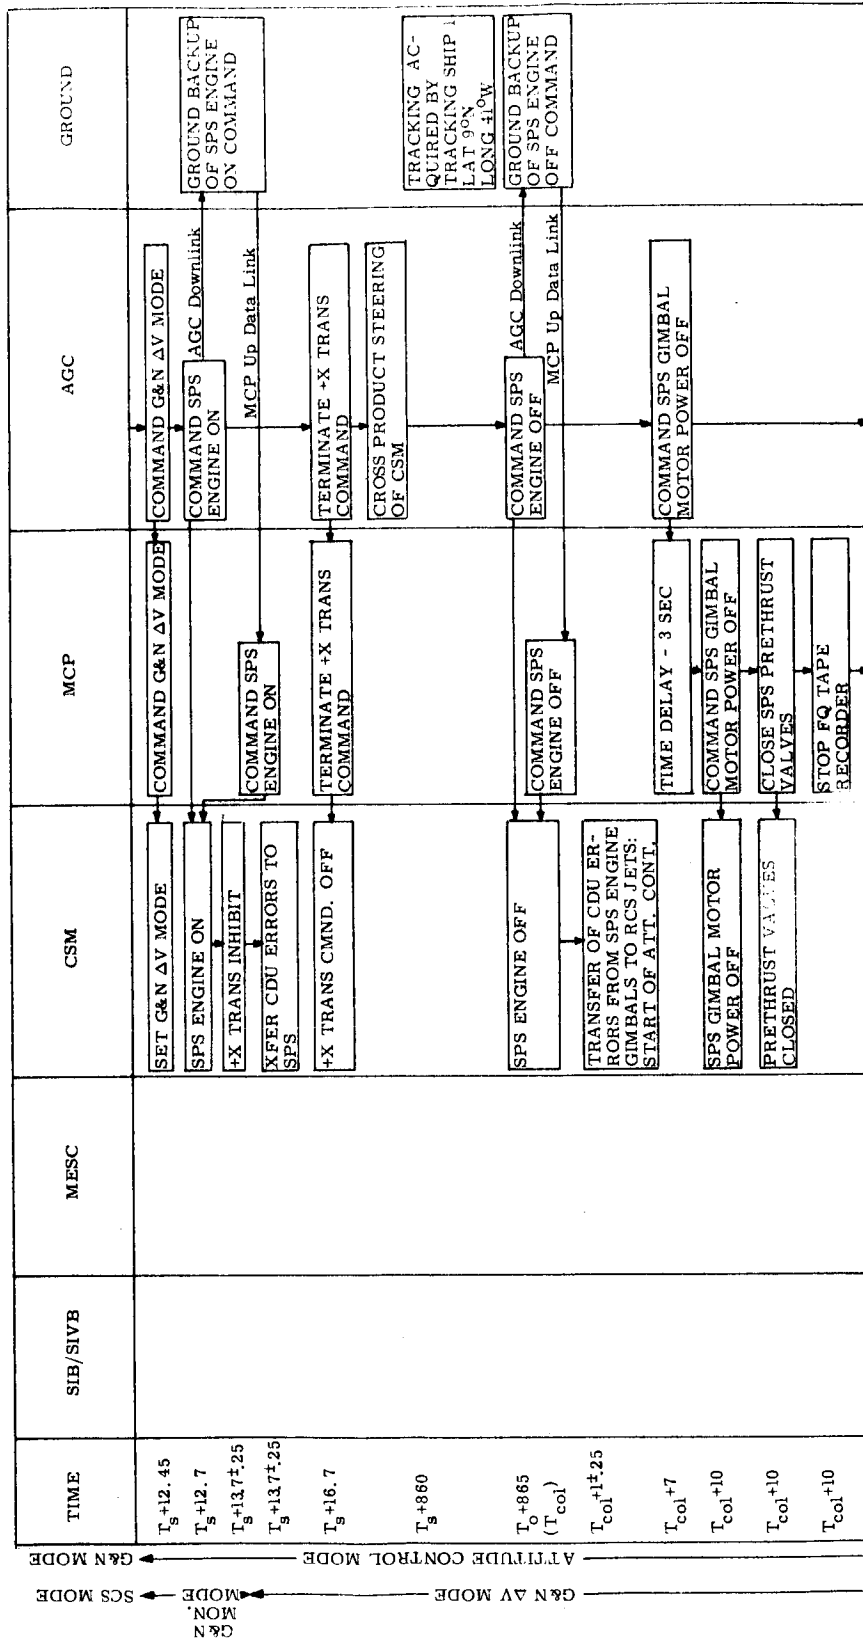 TIME
SIB/SIVB
MESC
CSM
MCP
AGC
GROUND
G&N MODE
ATTITUDE CONTROL MODE
SCS MODE
G&N
MON.
MODE
G&N ΔV MODE
Ts+12.45
SET G&N ΔV MODE
COMMAND G&N ΔV MODE
COMMAND G&N ΔV MODE
Ts+12.7
SPS ENGINE ON
COMMAND SPS
ENGINE ON
AGC Downlink
GROUND BACKUP
OF SPS ENGINE
ON COMMAND
Ts+13.7±.25
+X TRANS INHIBIT
COMMAND SPS
ENGINE ON
MCP Up Data Link
Ts+13.7±.25
XFER CDU ERRORS TO
SPS
Ts+16.7
+X TRANS CMND. OFF
TERMINATE +X TRANS
COMMAND
TERMINATE +X TRANS
COMMAND
CROSS PRODUCT STEERING
OF CSM
Ts+860
TRACKING AC-
QUIRED BY
TRACKING SHIP 1
LAT 9ON
LONG 41OW
To+865
(Tcol)
SPS ENGINE OFF
COMMAND SPS
ENGINE OFF
COMMAND SPS
ENGINE OFF
AGC Downlink
MCP Up Data Link
GROUND BACKUP
OF SPS ENGINE
OFF COMMAND
Tcol+1±.25
TRANSFER OF CDU ER-
RORS FROM SPS ENGINE
GIMBALS TO RCS JETS:
START OF ATT. CONT.
Tcol+7
TIME DELAY - 3 SEC
COMMAND SPS GIMBAL
MOTOR POWER OFF
Tcol+10
SPS GIMBAL MOTOR
POWER OFF
COMMAND SPS GIMBAL
MOTOR POWER OFF
Tcol+10
PRETHRUST VALVES
CLOSED
CLOSE SPS PRETHRUST
VALVES
Tcol+10
STOP FQ TAPE
RECORDER